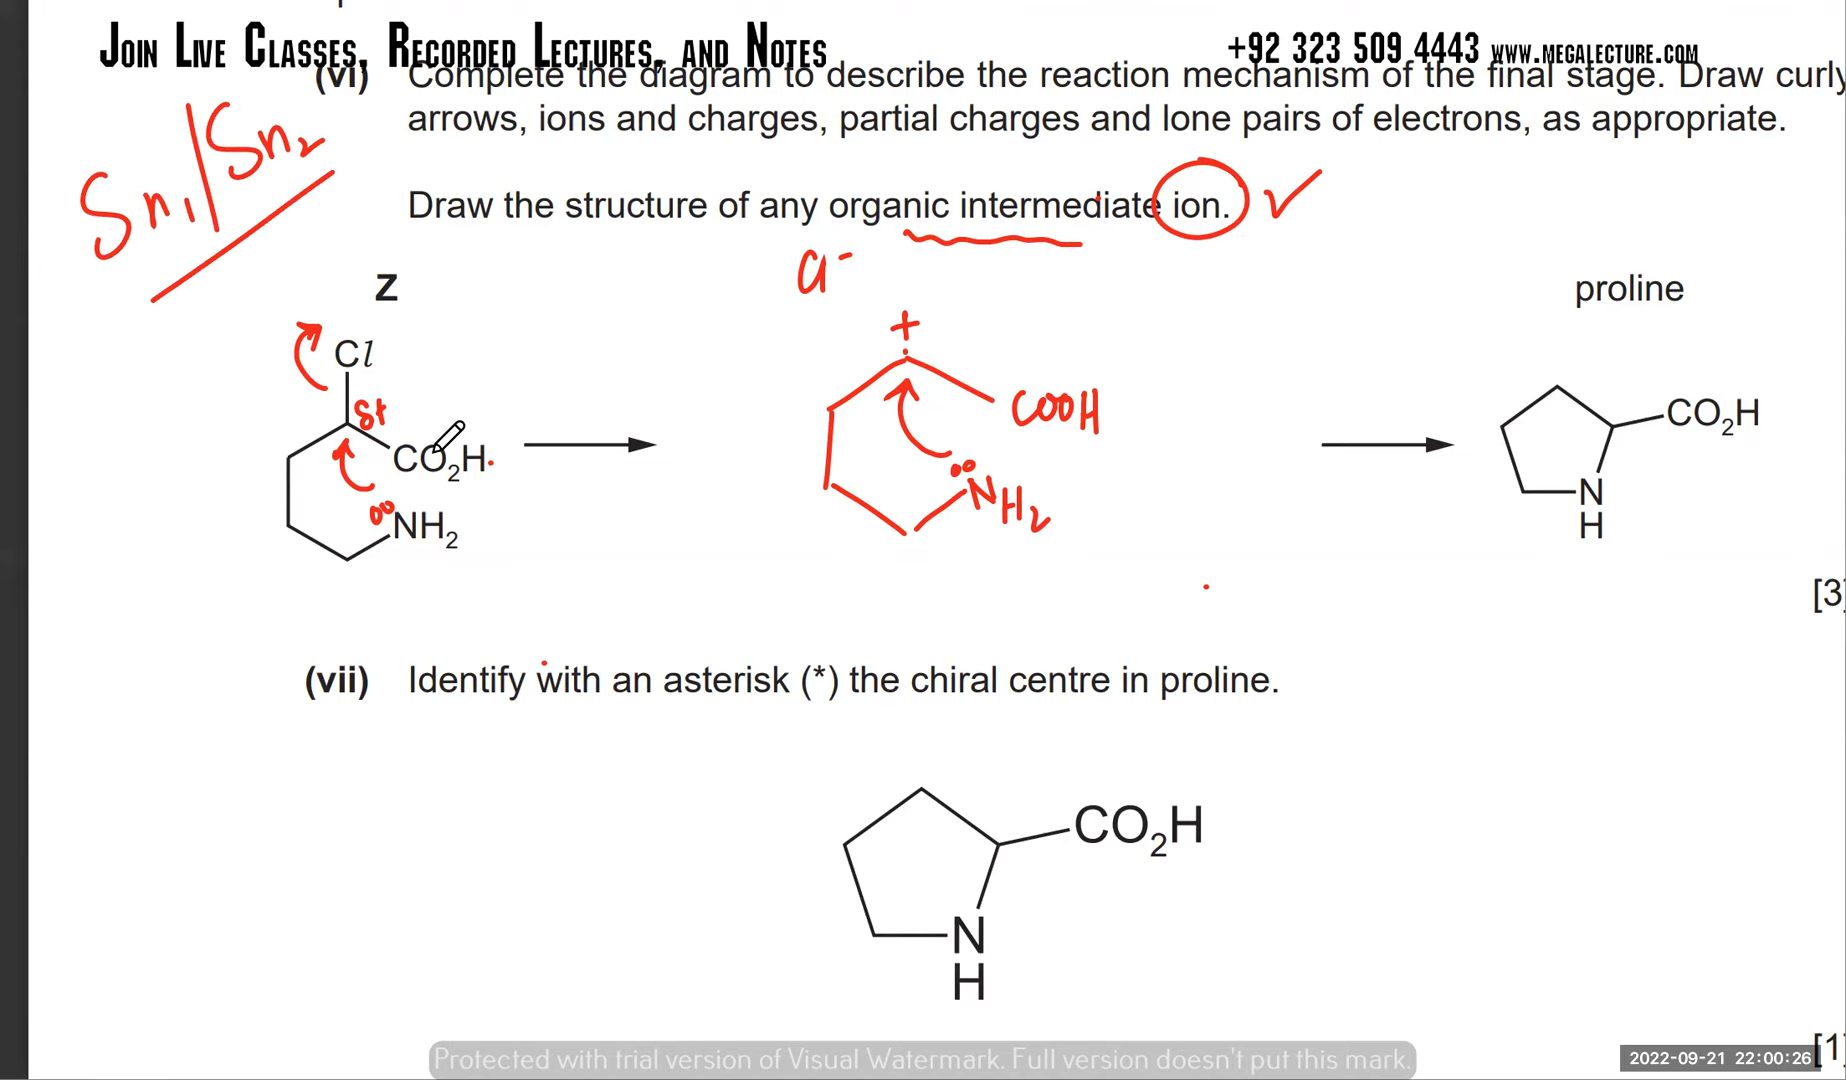 JOIN LIVE CLASSES, RECORDED LECTURES, AND NOTES
+92 323 509 4443 WWW.MEGALECTURE.COM
(vi) Complete the diagram to describe the reaction mechanism of the final stage. Draw curly
arrows, ions and charges, partial charges and lone pairs of electrons, as appropriate.
Sn1/Sn2
Draw the structure of any organic intermediate ion.
Z
proline
Cl
δ+
CO2H
NH2
+
COOH
NH2
CO2H
N
H
[3]
(vii) Identify with an asterisk (*) the chiral centre in proline.
CO2H
N
H
[1]
Protected with trial version of Visual Watermark. Full version doesn't put this mark.
2022-09-21 22:00:26